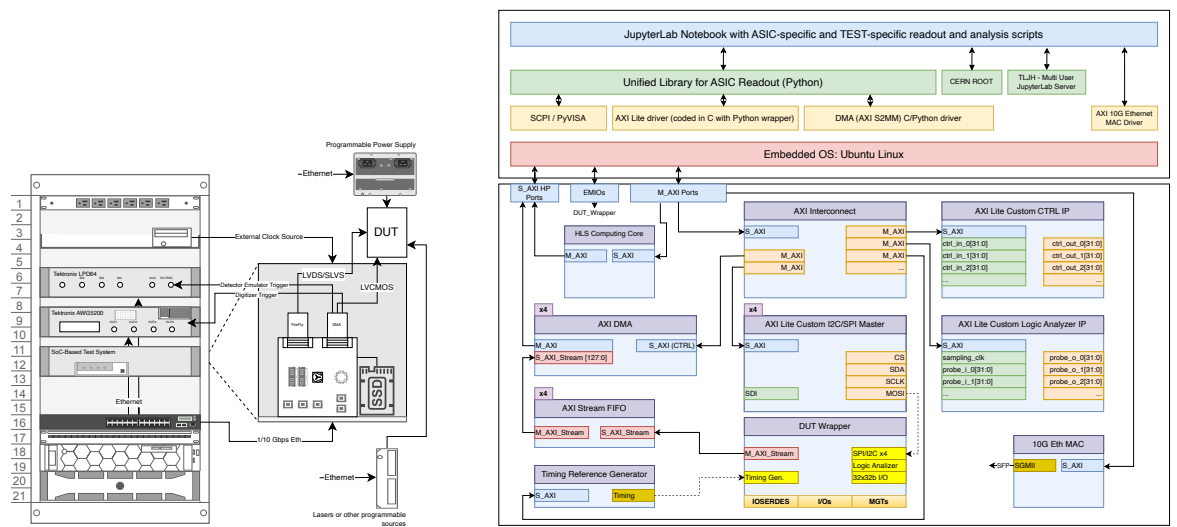 Programmable Power Supply
Ethernet
DUT
1
2
3
4
5
6
7
8
9
10
11
12
13
14
15
16
17
18
19
20
21
External Clock Source
Tektronix LPD64
Detector Emulator Trigger
Digitizer Trigger
Tektronix AWG5200
SoC-Based Test System
Ethernet
1/10 Gbps Eth
LVDS/SLVS
LVCMOS
FireFly
SMA
SSD
Ethernet
Lasers or other programmable
sources
JupyterLab Notebook with ASIC-specific and TEST-specific readout and analysis scripts
Unified Library for ASIC Readout (Python)
CERN ROOT
TLJH - Multi User
JupyterLab Server
SCPI / PyVISA
AXI Lite driver (coded in C with Python wrapper)
DMA (AXI S2MM) C/Python driver
AXI 10G Ethernet
MAC Driver
Embedded OS: Ubuntu Linux
S_AXI HP
Ports
EMIOs
M_AXI Ports
DUT_Wrapper
HLS Computing Core
M_AXI
S_AXI
AXI Interconnect
S_AXI
M_AXI
M_AXI
M_AXI
M_AXI
...
AXI Lite Custom CTRL IP
S_AXI
ctrl_in_0[31:0]
ctrl_in_1[31:0]
ctrl_in_2[31:0]
...
ctrl_out_0[31:0]
ctrl_out_2[31:0]
...
x4
AXI DMA
M_AXI
S_AXI (CTRL)
S_AXI_Stream [127:0]
x4
AXI Lite Custom I2C/SPI Master
S_AXI
CS
SDA
SCLK
SDI
MOSI
AXI Lite Custom Logic Analyzer IP
S_AXI
sampling_clk
probe_i_0[31:0]
probe_i_1[31:0]
...
probe_o_0[31:0]
probe_o_1[31:0]
probe_o_2[31:0]
...
x4
AXI Stream FIFO
M_AXI_Stream
S_AXI_Stream
DUT Wrapper
M_AXI_Stream
SPI/I2C x4
Logic Analizer
Timing Gen.
32x32b I/O
IOSERDES
I/Os
MGTs
Timing Reference Generator
S_AXI
Timing
10G Eth MAC
SFP
SGMII
S_AXI